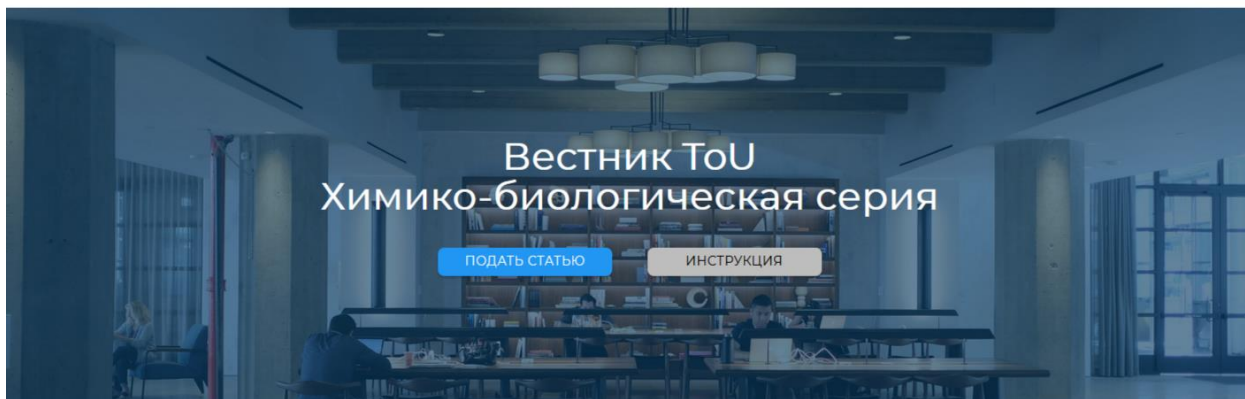 Вестник ToU
Химико-биологическая серия
ПОДАТЬ СТАТЬЮ
ИНСТРУКЦИЯ